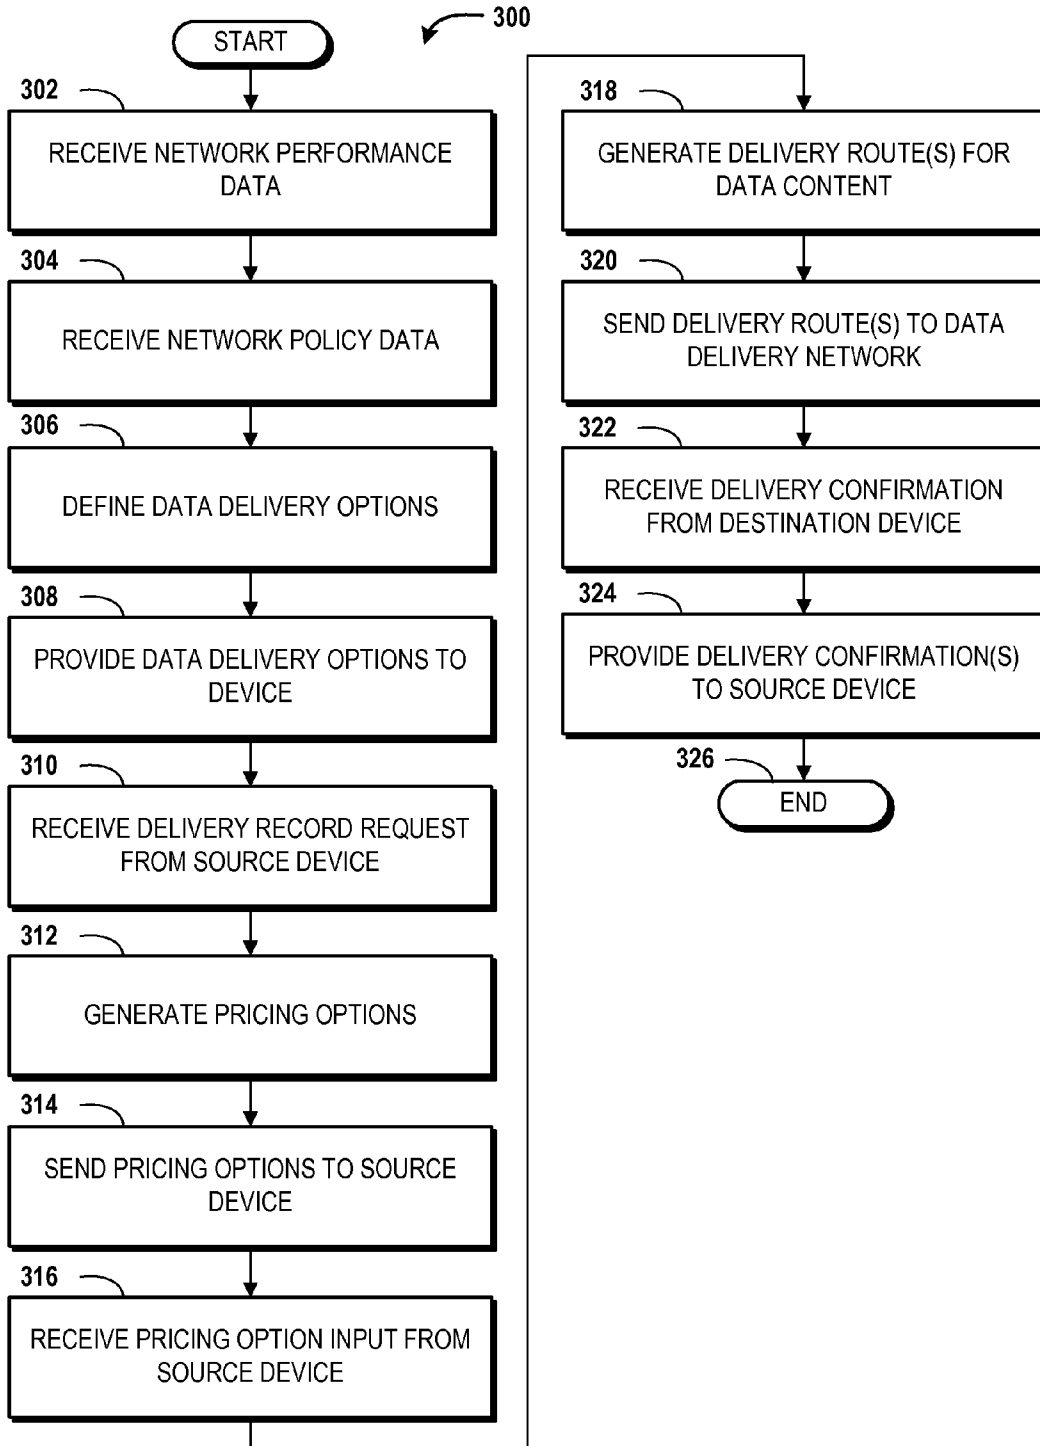 START
300
302
RECEIVE NETWORK PERFORMANCE
DATA
304
RECEIVE NETWORK POLICY DATA
306
DEFINE DATA DELIVERY OPTIONS
308
PROVIDE DATA DELIVERY OPTIONS TO
DEVICE
310
RECEIVE DELIVERY RECORD REQUEST
FROM SOURCE DEVICE
312
GENERATE PRICING OPTIONS
314
SEND PRICING OPTIONS TO SOURCE
DEVICE
316
RECEIVE PRICING OPTION INPUT FROM
SOURCE DEVICE
318
GENERATE DELIVERY ROUTE(S) FOR
DATA CONTENT
320
SEND DELIVERY ROUTE(S) TO DATA
DELIVERY NETWORK
322
RECEIVE DELIVERY CONFIRMATION
FROM DESTINATION DEVICE
324
PROVIDE DELIVERY CONFIRMATION(S)
TO SOURCE DEVICE
326
END